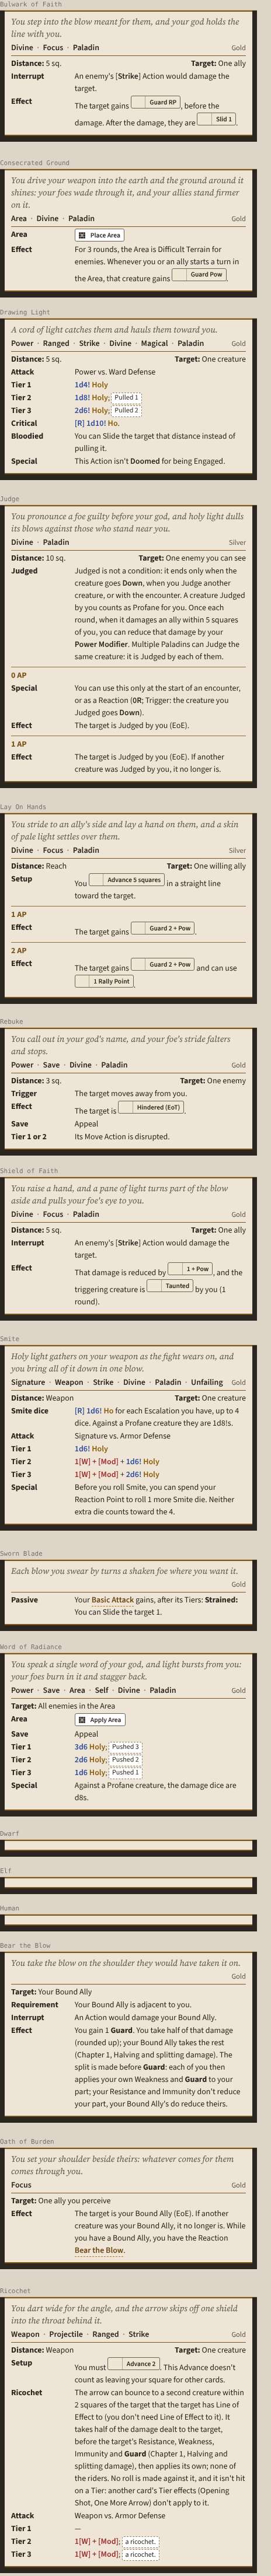 Bulwark of Faith
You step into the blow meant for them, and your god holds the
line with you.
Divine · Focus · Paladin Gold
Distance: 5 sq. Target: One ally
Interrupt An enemy's [Strike] Action would damage the
target.
Effect The target gains Guard RP, before the
damage. After the damage, they are Slid 1.
Consecrated Ground
You drive your weapon into the earth and the ground around it
shines: your foes wade through it, and your allies stand firmer
on it.
Area · Divine · Paladin Gold
Area Place Area
Effect For 3 rounds, the Area is Difficult Terrain for
enemies. Whenever you or an ally starts a turn in
the Area, that creature gains Guard Pow.
Drawing Light
A cord of light catches them and hauls them toward you.
Power · Ranged · Strike · Divine · Magical · Paladin Gold
Distance: 5 sq. Target: One creature
Attack Power vs. Ward Defense
Tier 1 1d4! Holy
Tier 2 1d8! Holy; Pulled 1
Tier 3 2d6! Holy; Pulled 2
Critical [R] 1d10! Ho.
Bloodied You can Slide the target that distance instead of
pulling it.
Special This Action isn't Doomed for being Engaged.
Judge
You pronounce a foe guilty before your god, and holy light dulls
its blows against those who stand near you.
Divine · Paladin Silver
Distance: 10 sq. Target: One enemy you can see
Judged Judged is not a condition: it ends only when the
creature goes Down, when you Judge another
creature, or with the encounter. A creature Judged
by you counts as Profane for you. Once each
round, when it damages an ally within 5 squares
of you, you can reduce that damage by your
Power Modifier. Multiple Paladins can Judge the
same creature: it is Judged by each of them.
0 AP
Special You can use this only at the start of an encounter,
or as a Reaction (0R; Trigger: the creature you
Judged goes Down).
Effect The target is Judged by you (EoE).
1 AP
Effect The target is Judged by you (EoE). If another
creature was Judged by you, it no longer is.
Lay On Hands
You stride to an ally's side and lay a hand on them, and a skin
of pale light settles over them.
Divine · Focus · Paladin Silver
Distance: Reach Target: One willing ally
Setup You Advance 5 squares in a straight line
toward the target.
1 AP
Effect The target gains Guard 2 + Pow.
2 AP
Effect The target gains Guard 2 + Pow and can use
1 Rally Point.
Rebuke
You call out in your god's name, and your foe's stride falters
and stops.
Power · Save · Divine · Paladin Gold
Distance: 3 sq. Target: One enemy
Trigger The target moves away from you.
Effect The target is Hindered (EoT).
Save Appeal
Tier 1 or 2 Its Move Action is disrupted.
Shield of Faith
You raise a hand, and a pane of light turns part of the blow
aside and pulls your foe's eye to you.
Divine · Focus · Paladin Gold
Distance: 5 sq. Target: One ally
Interrupt An enemy's [Strike] Action would damage the
target.
Effect That damage is reduced by 1 + Pow, and the
triggering creature is Taunted by you (1
round).
Smite
Holy light gathers on your weapon as the fight wears on, and
you bring all of it down in one blow.
Signature · Weapon · Strike · Divine · Paladin · Unfailing Gold
Distance: Weapon Target: One creature
Smite dice [R] 1d6! Ho for each Escalation you have, up to 4
dice. Against a Profane creature they are 1d8!s.
Attack Signature vs. Armor Defense
Tier 1 1d6! Holy
Tier 2 1[W] + [Mod] + 1d6! Holy
Tier 3 1[W] + [Mod] + 2d6! Holy
Special Before you roll Smite, you can spend your
Reaction Point to roll 1 more Smite die. Neither
extra die counts toward the 4.
Sworn Blade
Each blow you swear by turns a shaken foe where you want it.
Gold
Passive Your Basic Attack gains, after its Tiers: Strained:
You can Slide the target 1.
Word of Radiance
You speak a single word of your god, and light bursts from you:
your foes burn in it and stagger back.
Power · Save · Area · Self · Divine · Paladin Gold
Target: All enemies in the Area
Area Apply Area
Save Appeal
Tier 1 3d6 Holy; Pushed 3
Tier 2 2d6 Holy; Pushed 2
Tier 3 1d6 Holy; Pushed 1
Special Against a Profane creature, the damage dice are
d8s.
Dwarf
Elf
Human
Bear the Blow
You take the blow on the shoulder they would have taken it on.
Gold
Target: Your Bound Ally
Requirement Your Bound Ally is adjacent to you.
Interrupt An Action would damage your Bound Ally.
Effect You gain 1 Guard. You take half of that damage
(rounded up); your Bound Ally takes the rest
(Chapter 1, Halving and splitting damage). The
split is made before Guard: each of you then
applies your own Weakness and Guard to your
part; your Resistance and Immunity don't reduce
your part, your Bound Ally's do reduce theirs.
Oath of Burden
You set your shoulder beside theirs: whatever comes for them
comes through you.
Focus Gold
Target: One ally you perceive
Effect The target is your Bound Ally (EoE). If another
creature was your Bound Ally, it no longer is. While
you have a Bound Ally, you have the Reaction
Bear the Blow.
Ricochet
You dart wide for the angle, and the arrow skips off one shield
into the throat behind it.
Weapon · Projectile · Ranged · Strike Gold
Distance: Weapon Target: One creature
Setup You must Advance 2. This Advance doesn't
count as leaving your square for other cards.
Ricochet The arrow can bounce to a second creature within
2 squares of the target that the target has Line of
Effect to (you don't need Line of Effect to it). It
takes half of the damage dealt to the target,
before the target's Resistance, Weakness,
Immunity and Guard (Chapter 1, Halving and
splitting damage), then applies its own; none of
the riders. No roll is made against it, and it isn't hit
on a Tier: another card's Tier effects (Opening
Shot, One More Arrow) don't apply to it.
Attack Weapon vs. Armor Defense
Tier 1 —
Tier 2 1[W] + [Mod]; a ricochet.
Tier 3 1[W] + [Mod]; a ricochet.